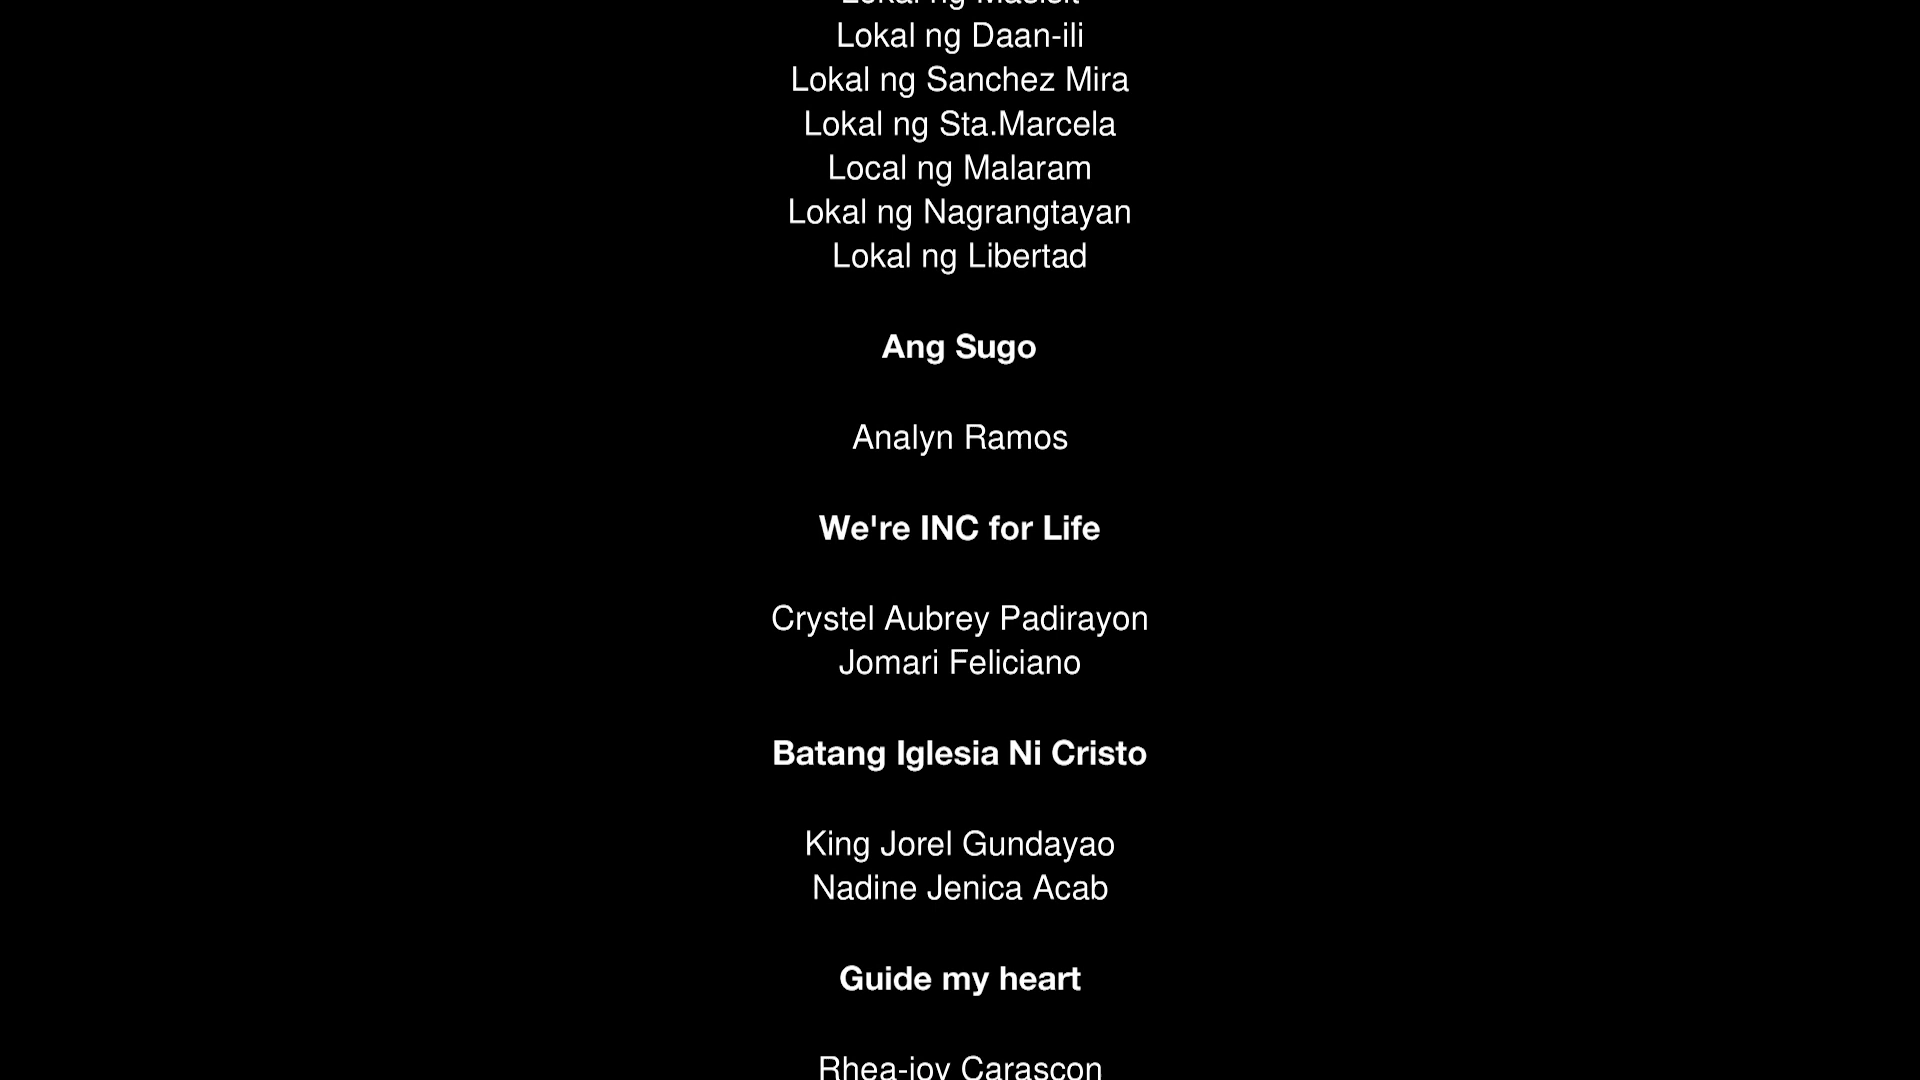 Lokal ng
Lokal ng Daan-ili
Lokal ng Sanchez Mira
Lokal ng Sta.Marcela
Local ng Malaram
Lokal ng Nagrangtayan
Lokal ng Libertad
Ang Sugo
Analyn Ramos
We're INC for Life
Crystel Aubrey Padirayon
Jomari Feliciano
Batang Iglesia Ni Cristo
King Jorel Gundayao
Nadine Jenica Acab
Guide my heart
Rhea-joy Carascon